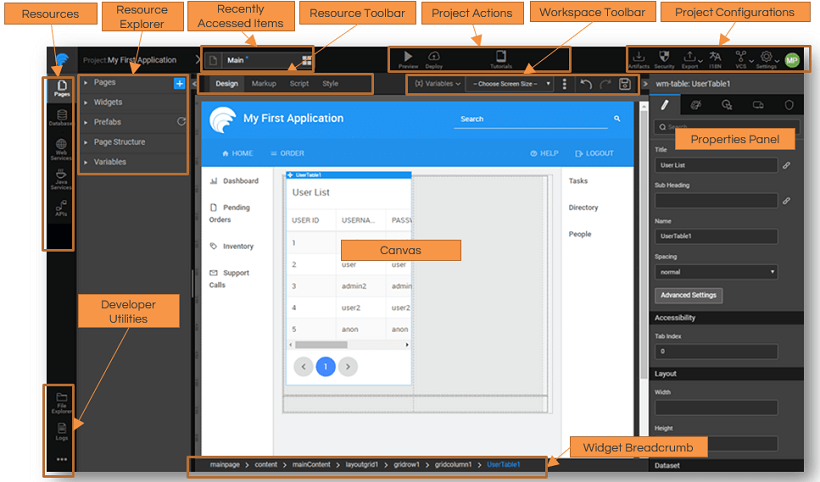 Resources
Resource
Explorer
Recently
Accessed Items
Resource Toolbar
Project Actions
Workspace Toolbar
Project Configurations
Project:My First Application
Main *
Preview
Deploy
Tutorials
Artifacts
Security
Export
I18N
VCS
Settings
MP
Pages
Databases
Web
Services
Java
Services
APIs
Pages
Widgets
Prefabs
Page Structure
Variables
Design
Markup
Script
Style
{x} Variables
-- Choose Screen Size --
wm-table: UserTable1
My First Application
Search
HOME
ORDER
HELP
LOGOUT
Dashboard
Pending
Orders
Inventory
Support
Calls
UserTable1
User List
USER ID
USERNA...
PASSW
1
2
user
user
3
admin2
admin2
4
user2
user2
5
anon
anon
1
Canvas
Tasks
Directory
People
Properties Panel
Title
User List
Sub Heading
Name
UserTable1
Spacing
normal
Advanced Settings
Accessibility
Tab Index
0
Layout
Width
Height
Dataset
Developer
Utilities
File
Explorer
Logs
Widget Breadcrumb
mainpage > content > mainContent > layoutgrid1 > gridrow1 > gridcolumn1 > UserTable1